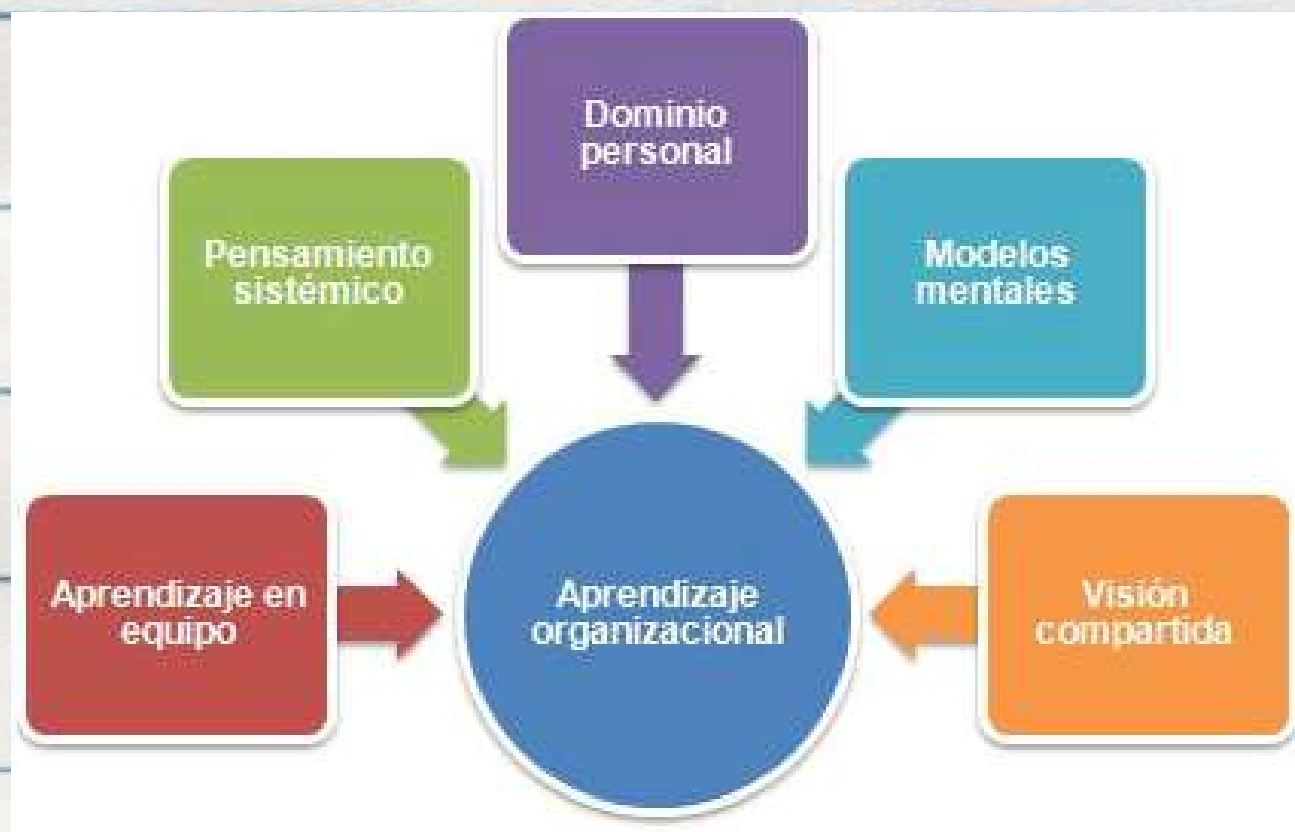 Dominio
personal
Pensamiento
sistémico
Modelos
mentales
Aprendizaje en
equipo
Aprendizaje
organizacional
Visión
compartida